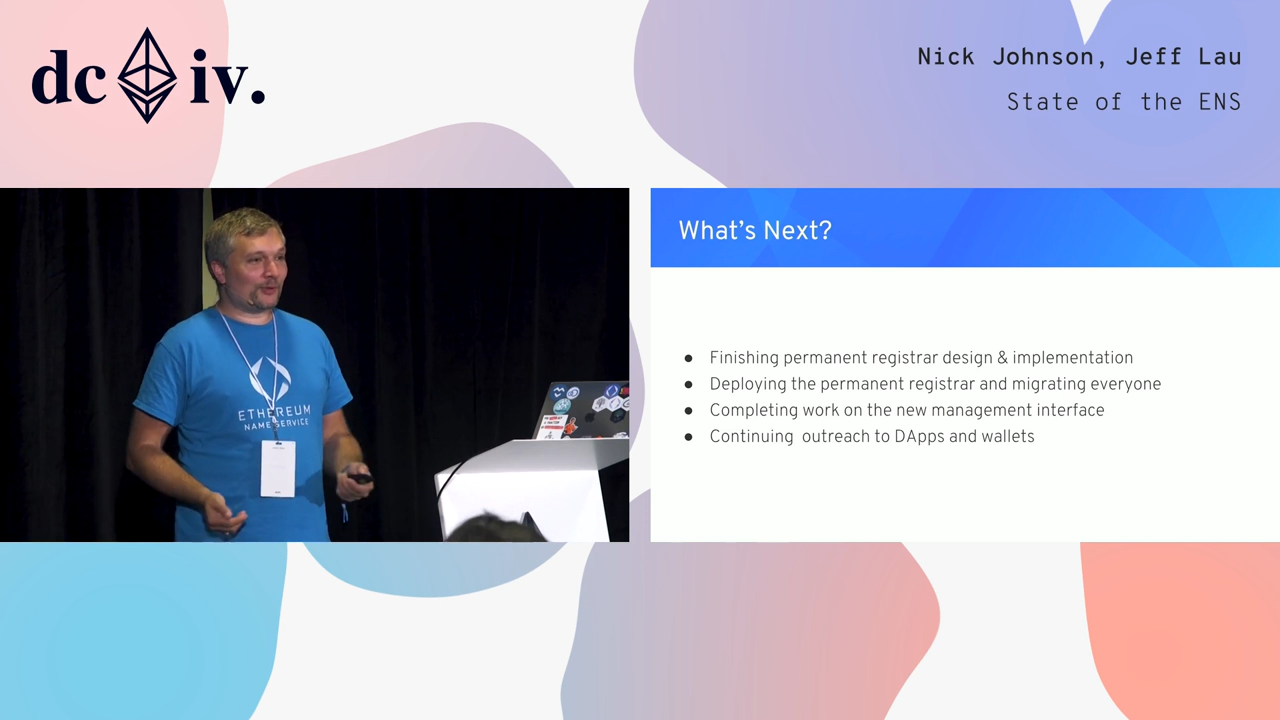 dc iv.
Nick Johnson, Jeff Lau
State of the ENS
ETHEREUM
NAME SERVICE
What's Next?
● Finishing permanent registrar design & implementation
● Deploying the permanent registrar and migrating everyone
● Completing work on the new management interface
● Continuing outreach to DApps and wallets